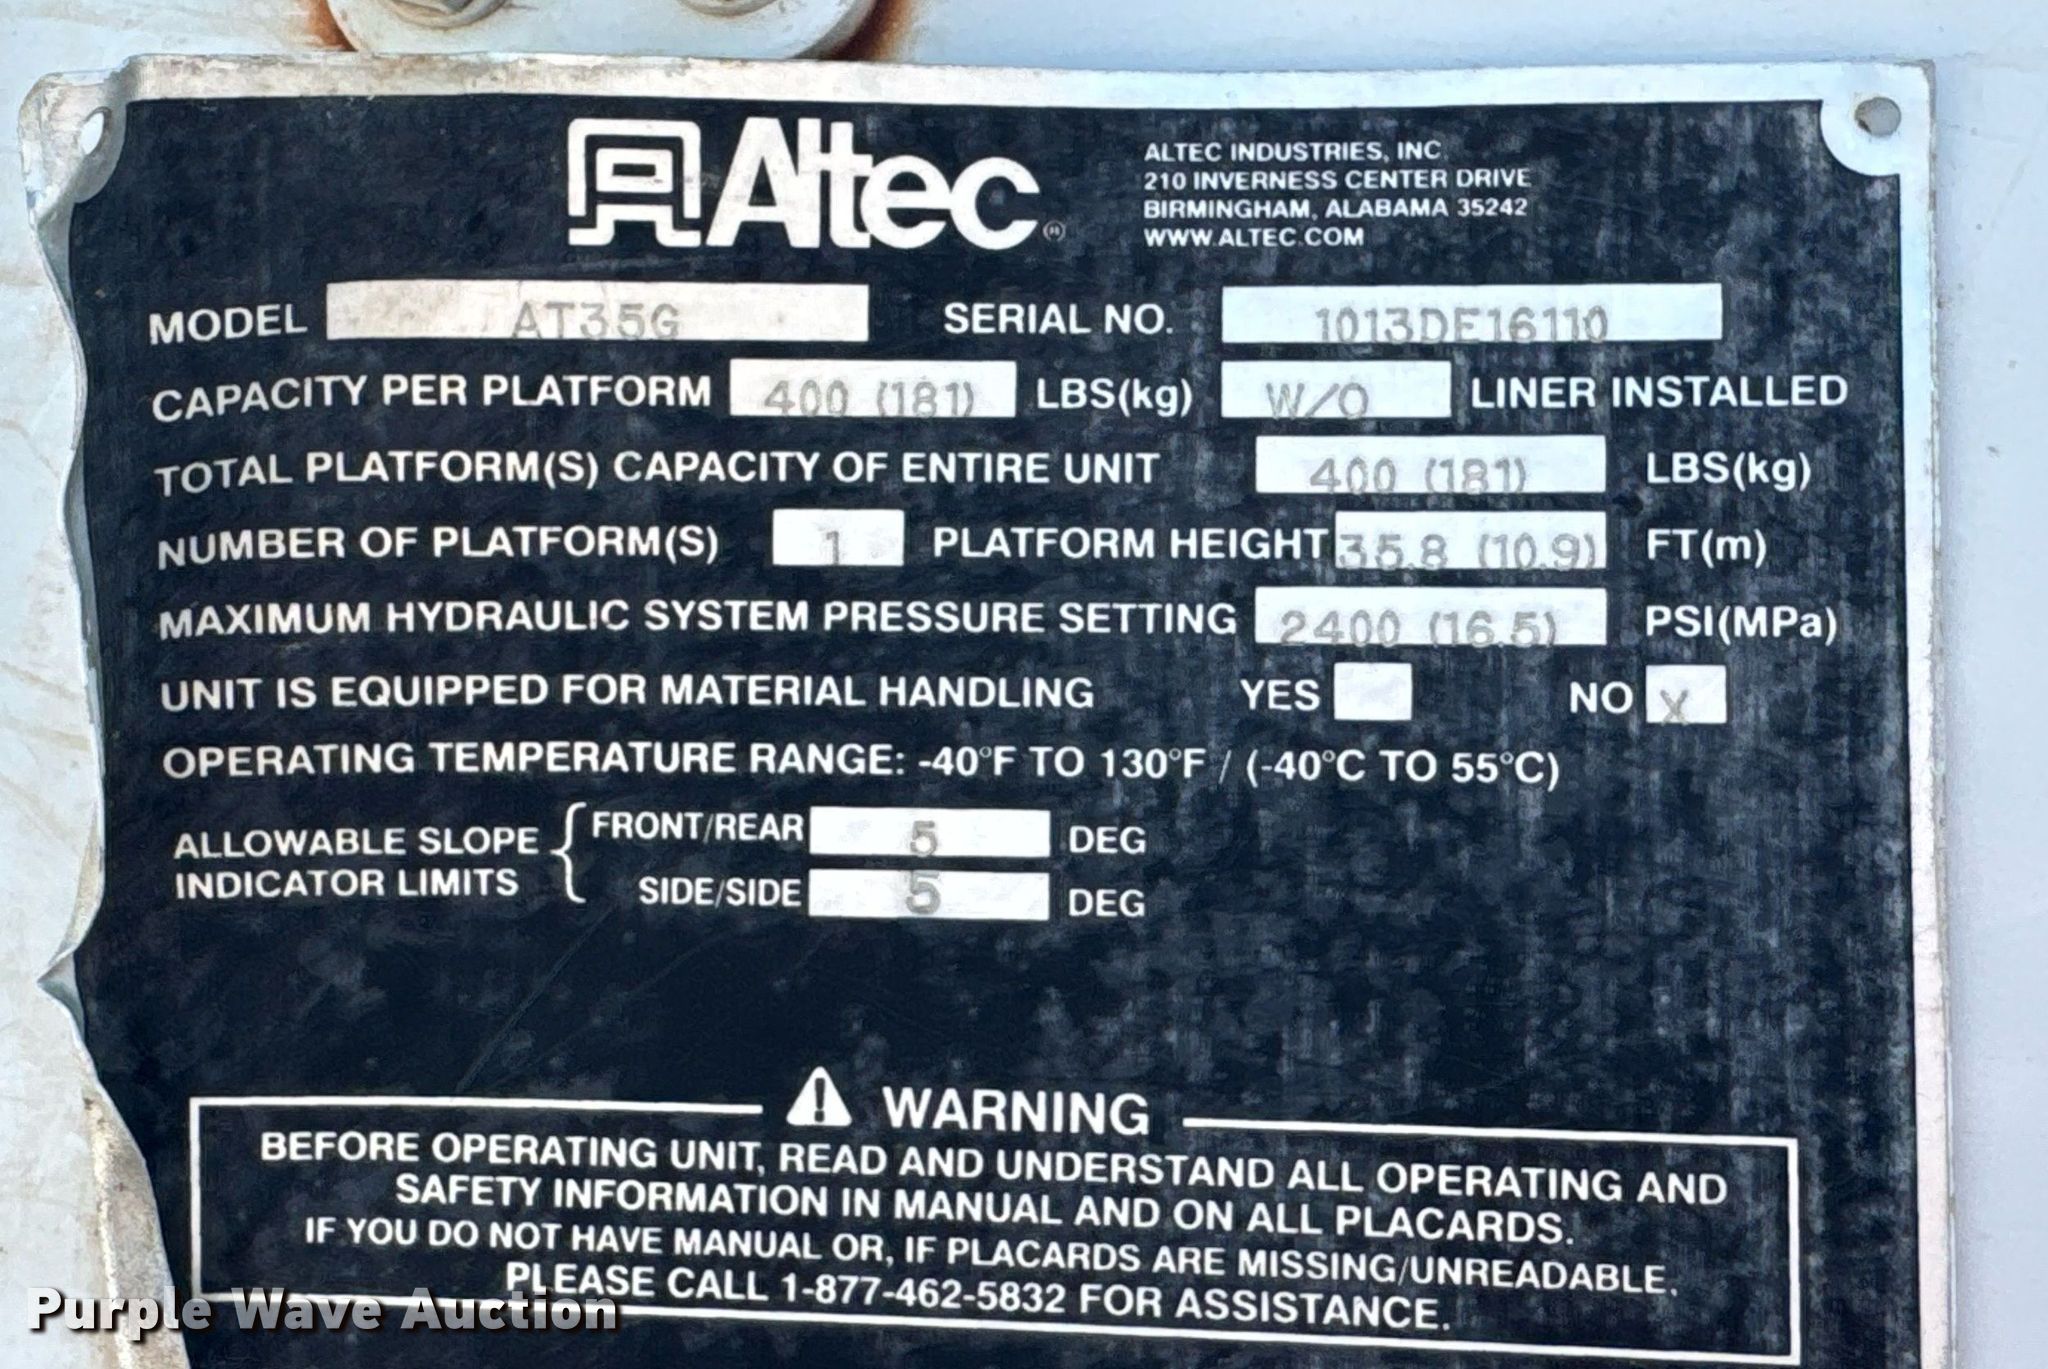 Altec®
ALTEC INDUSTRIES, INC.
210 INVERNESS CENTER DRIVE
BIRMINGHAM, ALABAMA 35242
WWW.ALTEC.COM
MODEL AT35G SERIAL NO. 1013DE16110
CAPACITY PER PLATFORM 400 (181) LBS(kg) W/O LINER INSTALLED
TOTAL PLATFORM(S) CAPACITY OF ENTIRE UNIT 400 (181) LBS(kg)
NUMBER OF PLATFORM(S) 1 PLATFORM HEIGHT 35.8 (10.9) FT(m)
MAXIMUM HYDRAULIC SYSTEM PRESSURE SETTING 2400 (16.5) PSI(MPa)
UNIT IS EQUIPPED FOR MATERIAL HANDLING YES NO X
OPERATING TEMPERATURE RANGE: -40°F TO 130°F / (-40°C TO 55°C)
ALLOWABLE SLOPE INDICATOR LIMITS
FRONT/REAR 5 DEG
SIDE/SIDE 5 DEG
WARNING
BEFORE OPERATING UNIT, READ AND UNDERSTAND ALL OPERATING AND
SAFETY INFORMATION IN MANUAL AND ON ALL PLACARDS.
IF YOU DO NOT HAVE MANUAL OR, IF PLACARDS ARE MISSING/UNREADABLE,
PLEASE CALL 1-877-462-5832 FOR ASSISTANCE.
Purple Wave Auction